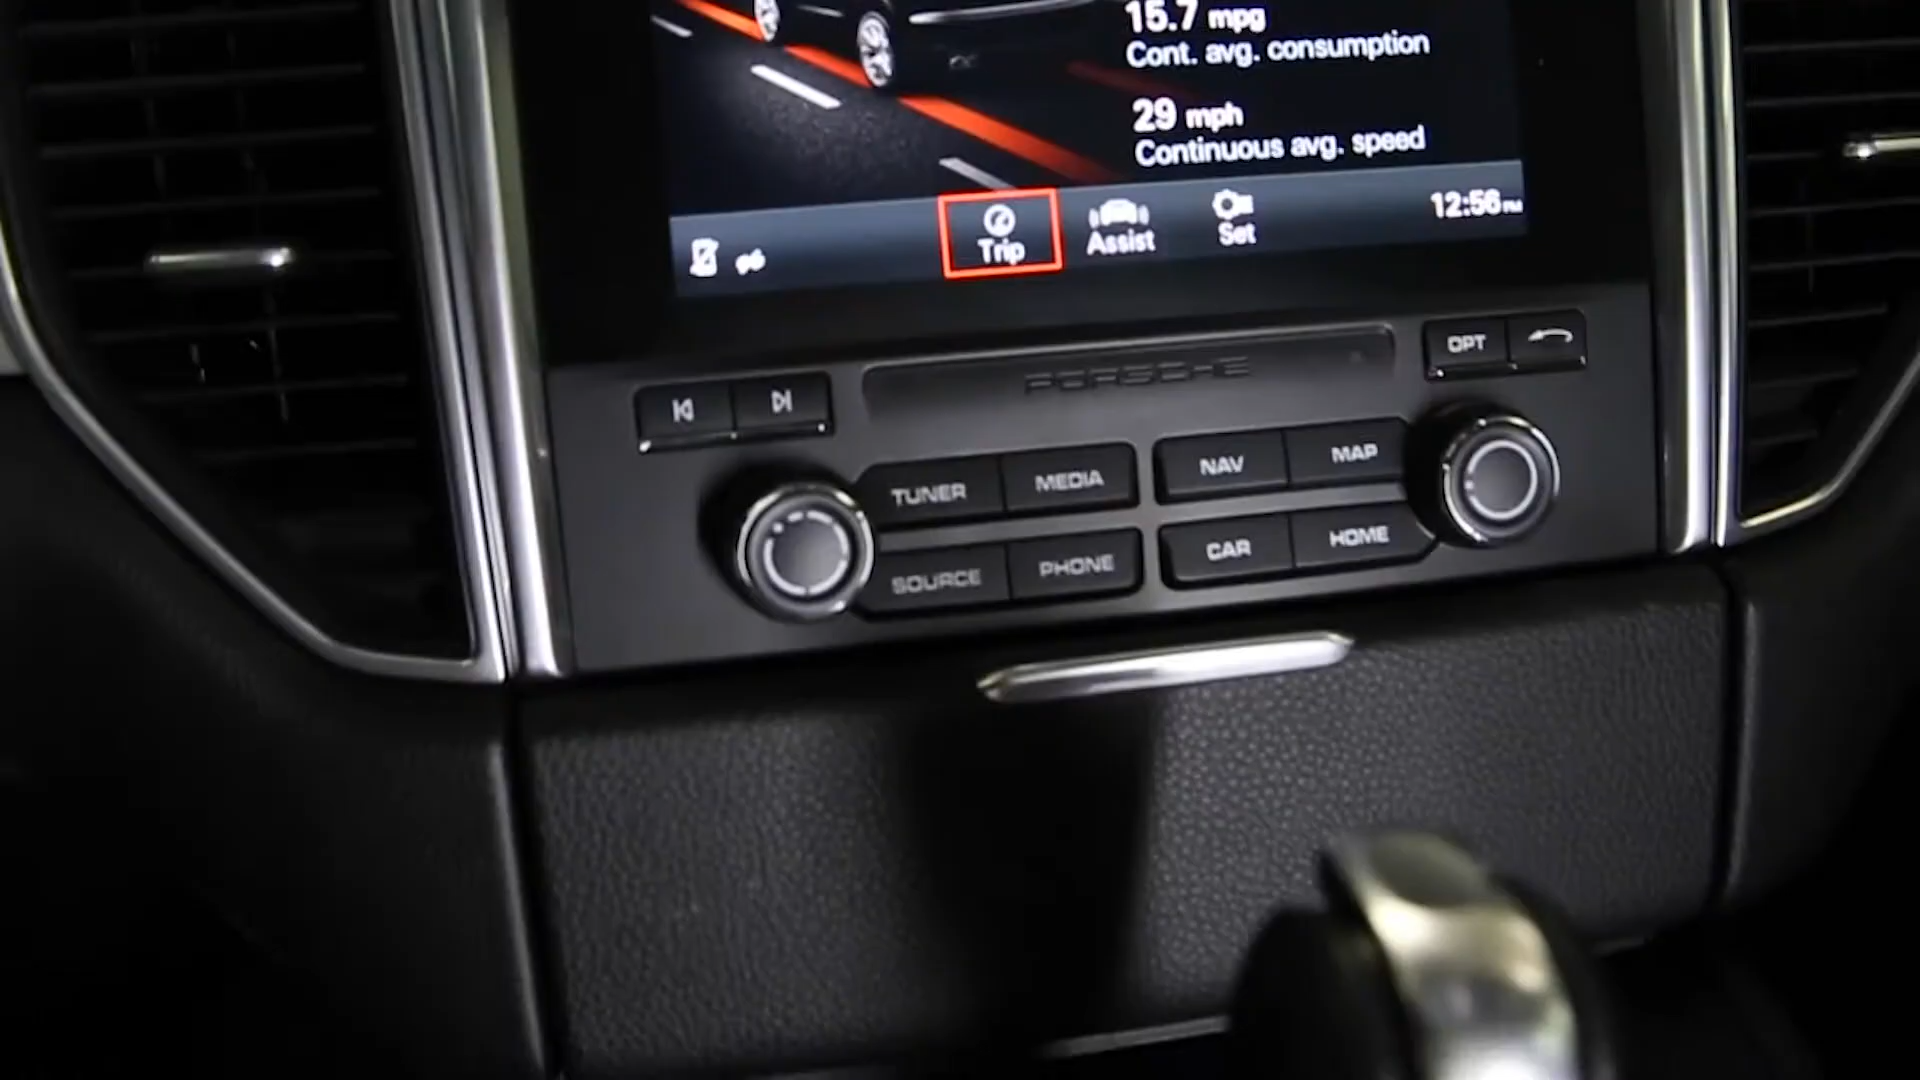 15.7 mpg
Cont. avg. consumption
29 mph
Continuous avg. speed
Trip
Assist
Set
12:56 PM
PORSCHE
OPT
TUNER
MEDIA
NAV
MAP
SOURCE
PHONE
CAR
HOME